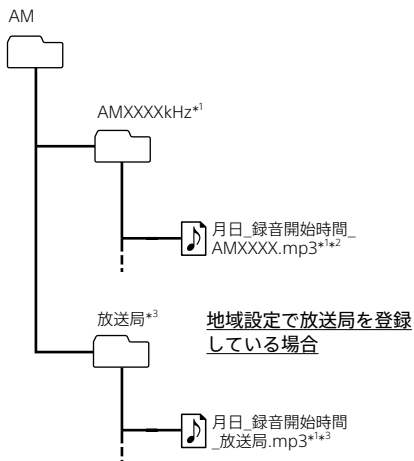 AM
AMXXXXkHz*1
月日_録音開始時間_
AMXXXX.mp3*1*2
放送局*3
地域設定で放送局を登録
している場合
月日_録音開始時間
_放送局.mp3*1*3